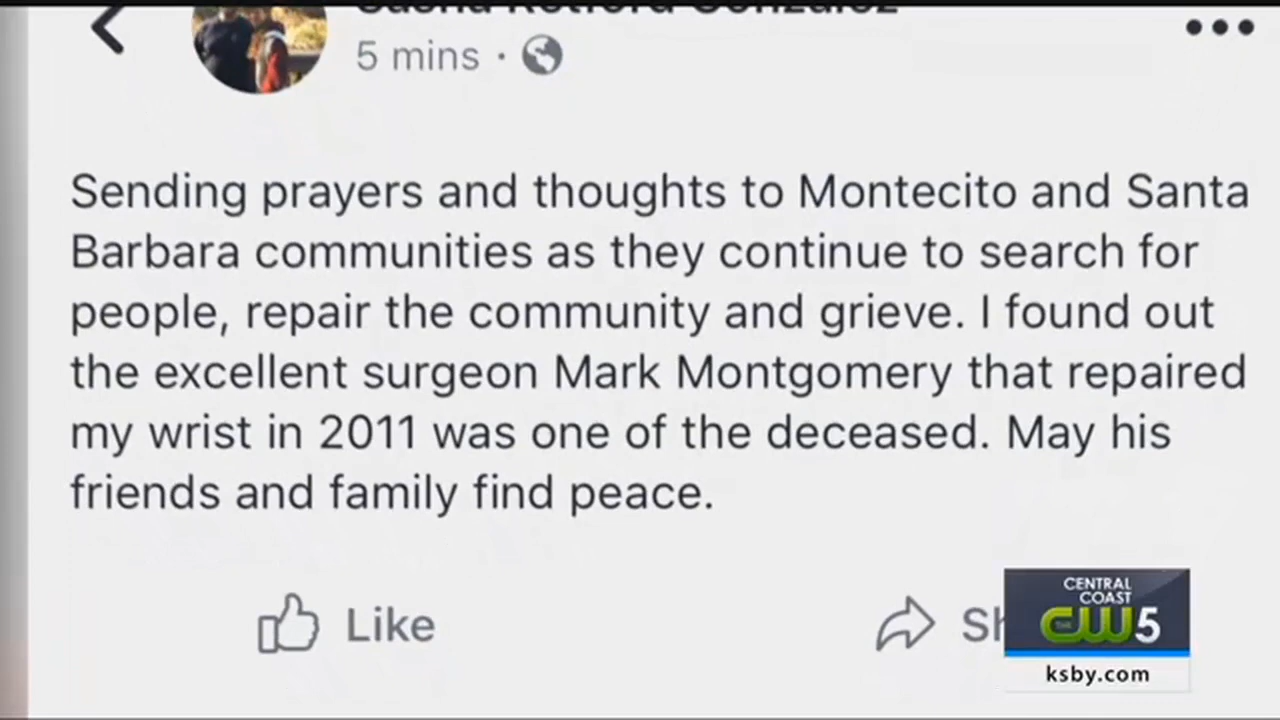 5 mins ·
Sending prayers and thoughts to Montecito and Santa
Barbara communities as they continue to search for
people, repair the community and grieve. I found out
the excellent surgeon Mark Montgomery that repaired
my wrist in 2011 was one of the deceased. May his
friends and family find peace.
Like
CENTRAL
COAST
THE CW5
ksby.com